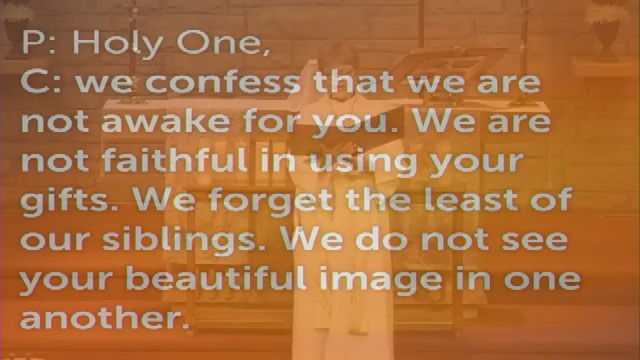 P: Holy One,
C: we confess that we are
not awake for you. We are
not faithful in using your
gifts. We forget the least of
our siblings. We do not see
your beautiful image in one
another.